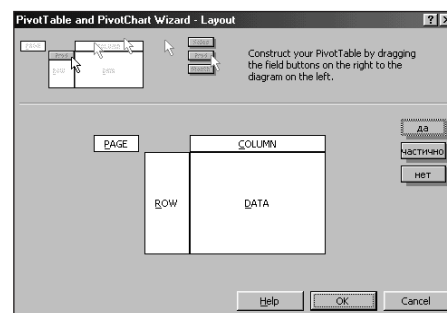 PivotTable and PivotChart Wizard - Layout
Construct your PivotTable by dragging
the field buttons on the right to the
diagram on the left.
PAGE
COLUMN
ROW
DATA
да
частично
нет
Help
OK
Cancel